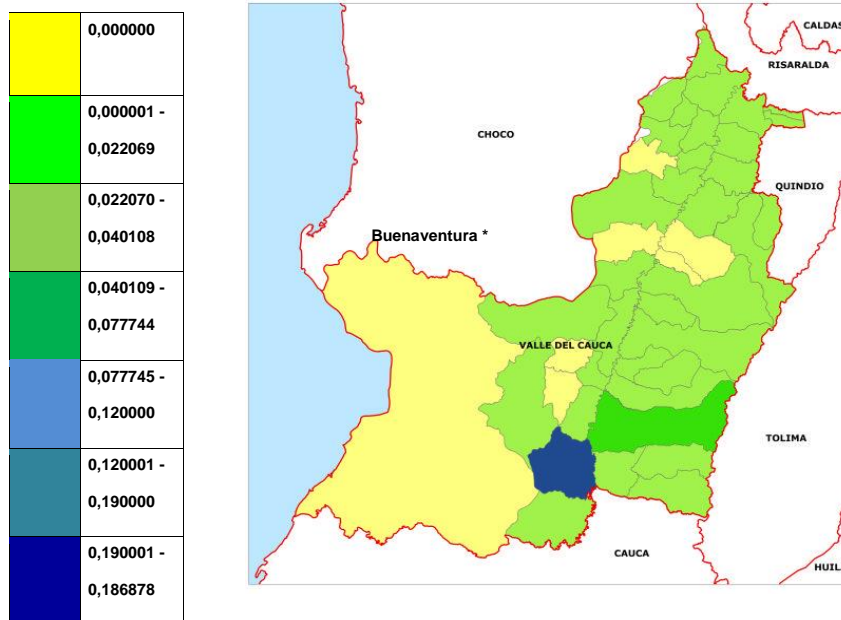 0,000000
0,000001 -
0,022069
0,022070 -
0,040108
0,040109 -
0,077744
0,077745 -
0,120000
0,120001 -
0,190000
0,190001 -
0,186878
CALDAS
RISARALDA
CHOCO
QUINDIO
Buenaventura *
VALLE DEL CAUCA
TOLIMA
CAUCA
HUIL